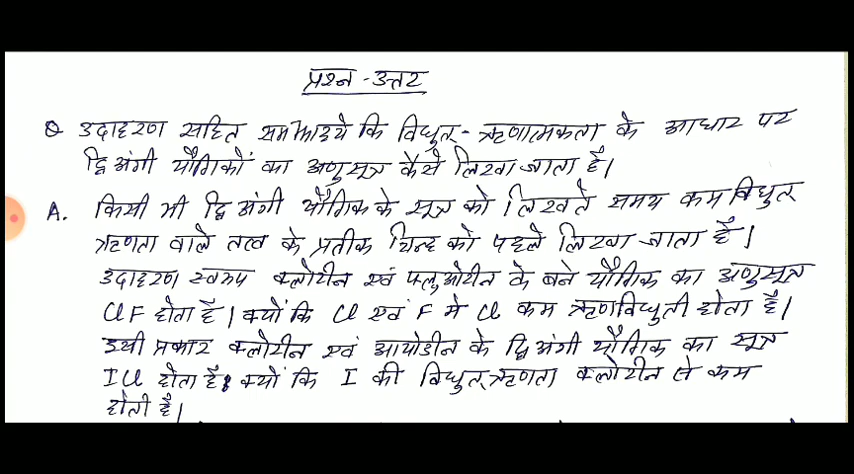 प्रश्न - उत्तर
Q उदाहरण सहित समझाइये कि विधुत् - ऋणात्मकता के आधार पर
द्वि अंगी यौगिकों का अणुसूत्र कैसे लिखा जाता है।
A. किसी भी द्वि अंगी यौगिक के सूत्र को लिखते समय कम विधुत
ऋणता वाले तत्व के प्रतीक चिन्ह को पहले लिखा जाता है।
उदाहरण स्वरूप क्लोरीन एवं फ्लुओरीन के बने यौगिक का अणुसूत्र
ClF होता है। क्यों कि Cl एवं F मे Cl कम ऋणविधुती होता है।
इसी प्रकार क्लोरीन एवं आयोडीन के द्वि अंगी यौगिक का सूत्र
ICl होता है। क्यों कि I की विधुत् ऋणता क्लोरीन से कम
होती है।